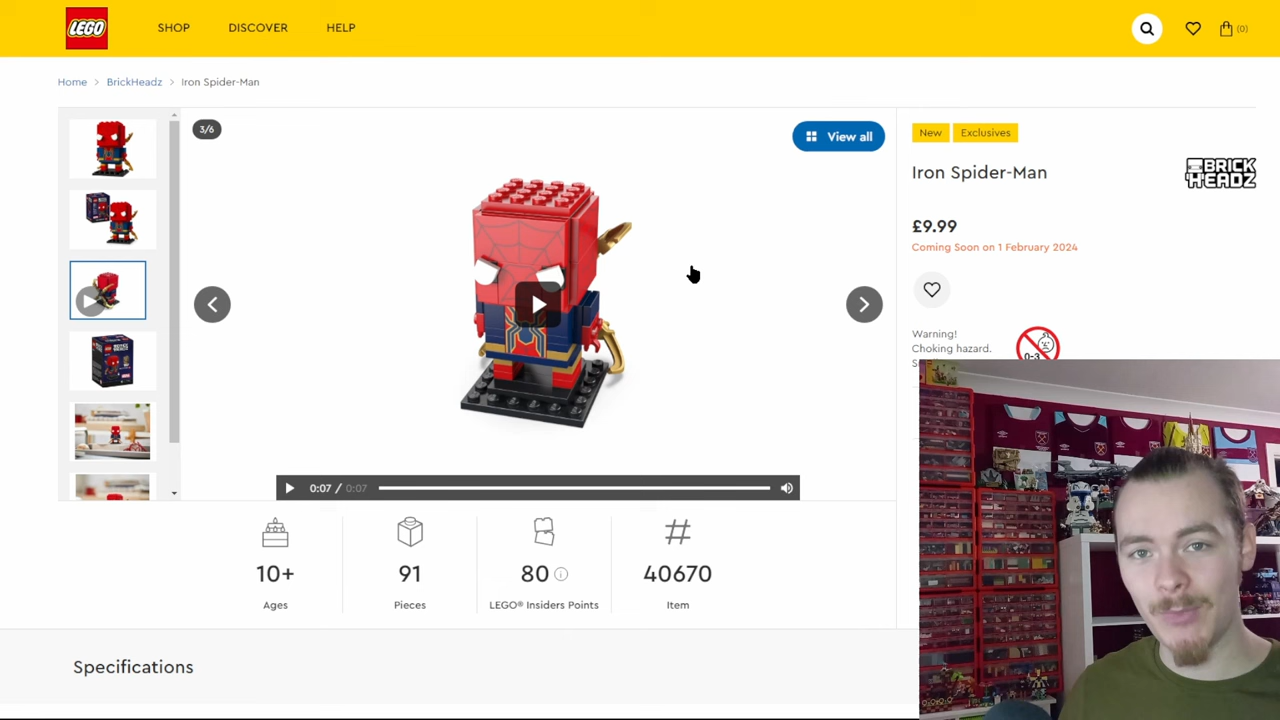 LEGO
SHOP
DISCOVER
HELP
(0)
Home > BrickHeadz > Iron Spider-Man
3/6
View all
New
Exclusives
Iron Spider-Man
BRICK
HEADZ
£9.99
Coming Soon on 1 February 2024
Warning!
Choking hazard.
0-3
0:07 / 0:07
10+
Ages
91
Pieces
80
LEGO® Insiders Points
#
40670
Item
Specifications